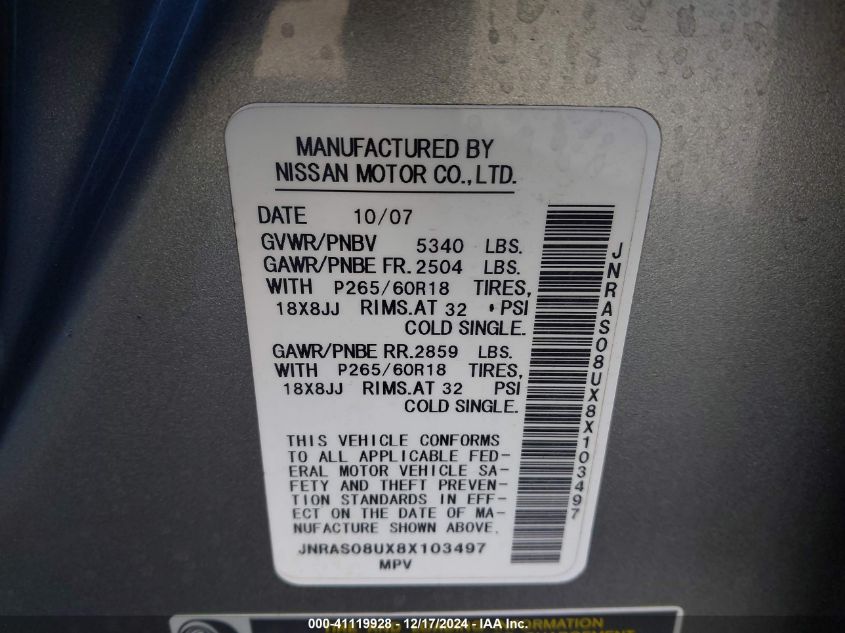 MANUFACTURED BY
NISSAN MOTOR CO.,LTD.
DATE 10/07
GVWR/PNBV 5340 LBS.
GAWR/PNBE FR. 2504 LBS.
WITH P265/60R18 TIRES,
18X8JJ RIMS.AT 32 PSI
COLD SINGLE.
GAWR/PNBE RR. 2859 LBS.
WITH P265/60R18 TIRES,
18X8JJ RIMS.AT 32 PSI
COLD SINGLE.
THIS VEHICLE CONFORMS
TO ALL APPLICABLE FED-
ERAL MOTOR VEHICLE SA-
FETY AND THEFT PREVEN-
TION STANDARDS IN EFF-
ECT ON THE DATE OF MA-
NUFACTURE SHOWN ABOVE.
JNRAS08UX8X103497
MPV
JNRAS08UX8X103497
TIRE AND INFORMATION
000-41119928 - 12/17/2024 - IAA Inc.